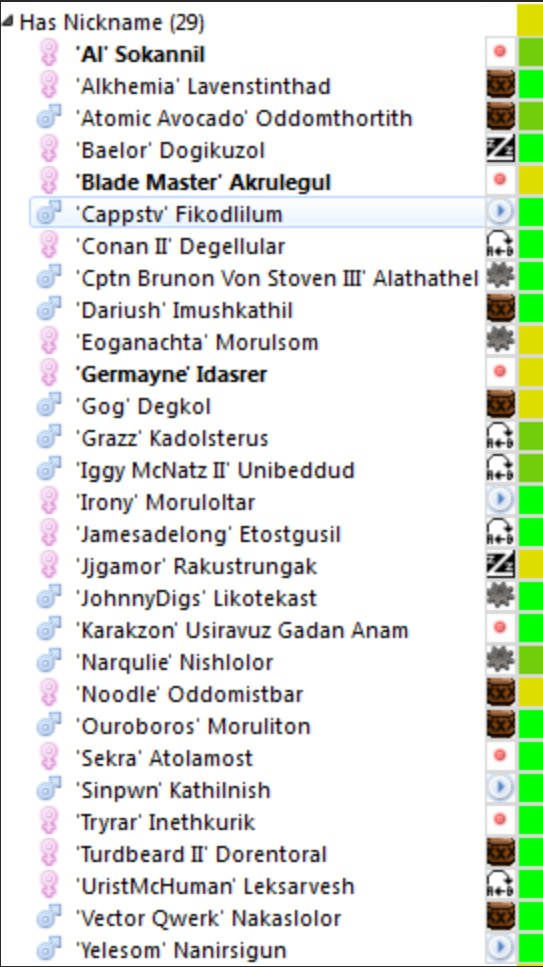 Has Nickname (29)
'Al' Sokannil
'Alkhemia' Lavenstinthad
'Atomic Avocado' Oddomthortith
'Baelor' Dogikuzol
'Blade Master' Akrulegul
'Cappstv' Fikodlilum
'Conan II' Degellular
'Cptn Brunon Von Stoven III' Alathathel
'Dariush' Imushkathil
'Eoganachta' Morulsom
'Germayne' Idasrer
'Gog' Degkol
'Grazz' Kadolsterus
'Iggy McNatz II' Unibeddud
'Irony' Moruloltar
'Jamesadelong' Etostgusil
'Jjgamor' Rakustrungak
'JohnnyDigs' Likotekast
'Karakzon' Usiravuz Gadan Anam
'Narqulie' Nishlolor
'Noodle' Oddomistbar
'Ouroboros' Moruliton
'Sekra' Atolamost
'Sinpwn' Kathilnish
'Tryrar' Inethkurik
'Turdbeard II' Dorentoral
'UristMcHuman' Leksarvesh
'Vector Qwerk' Nakaslolor
'Yelesom' Nanirsigun